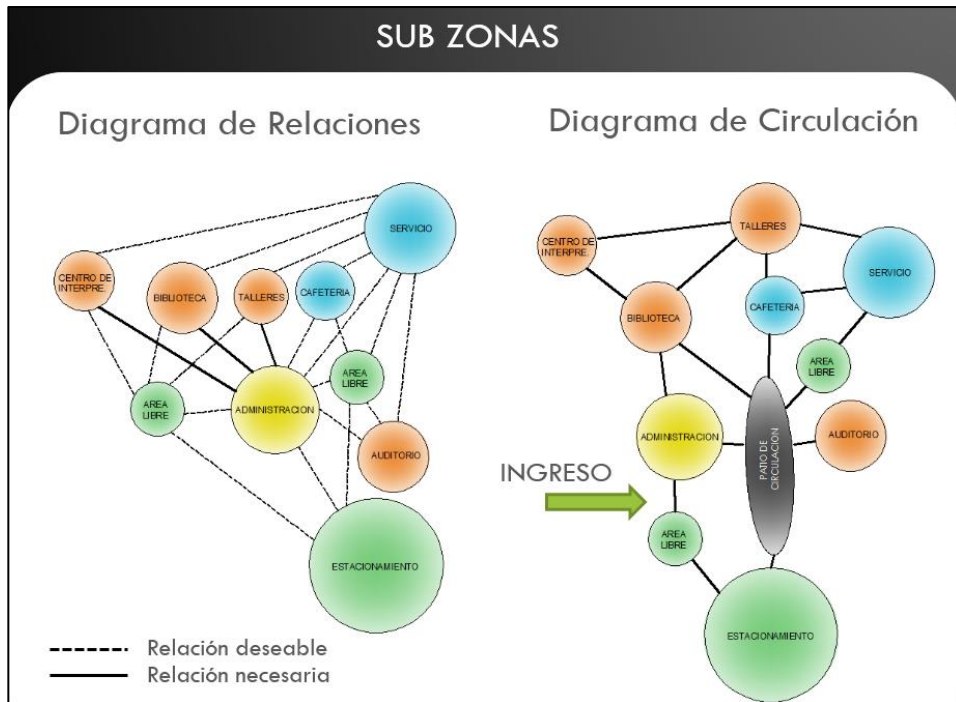 SUB ZONAS
Diagrama de Relaciones
SERVICIO
CENTRO DE
INTERPRE.
BIBLIOTECA
TALLERES
CAFETERIA
AREA
LIBRE
AREA
LIBRE
ADMINISTRACION
AUDITORIO
ESTACIONAMIENTO
Relación deseable
Relación necesaria
Diagrama de Circulación
TALLERES
CENTRO DE
INTERPRE.
SERVICIO
BIBLIOTECA
CAFETERIA
AREA
LIBRE
ADMINISTRACION
PATIO DE
CIRCULACION
AUDITORIO
INGRESO
AREA
LIBRE
ESTACIONAMIENTO